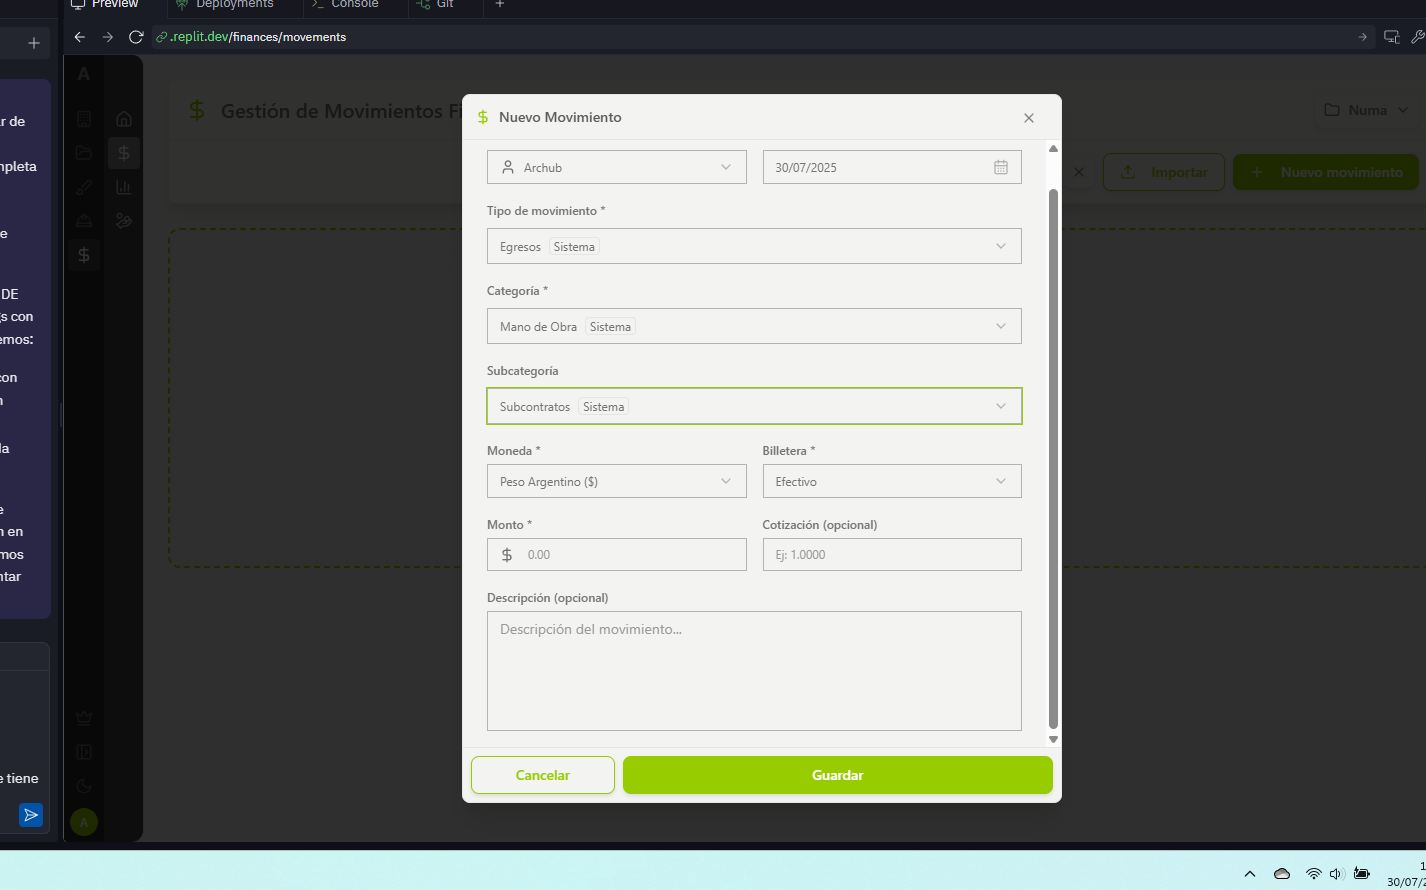 Preview
Deployments
Console
Git
.replit.dev/finances/movements
A
Gestión de Movimientos Fi
Numa
Importar
Nuevo movimiento
r de
mpleta
e
DE
s con
emos:
con
n
la
e
n en
mos
ntar
e tiene
Nuevo Movimiento
Archub
30/07/2025
Tipo de movimiento *
Egresos Sistema
Categoría *
Mano de Obra Sistema
Subcategoría
Subcontratos Sistema
Moneda *
Billetera *
Peso Argentino ($)
Efectivo
Monto *
Cotización (opcional)
$ 0.00
Ej: 1.0000
Descripción (opcional)
Descripción del movimiento...
Cancelar
Guardar
A
30/07/2